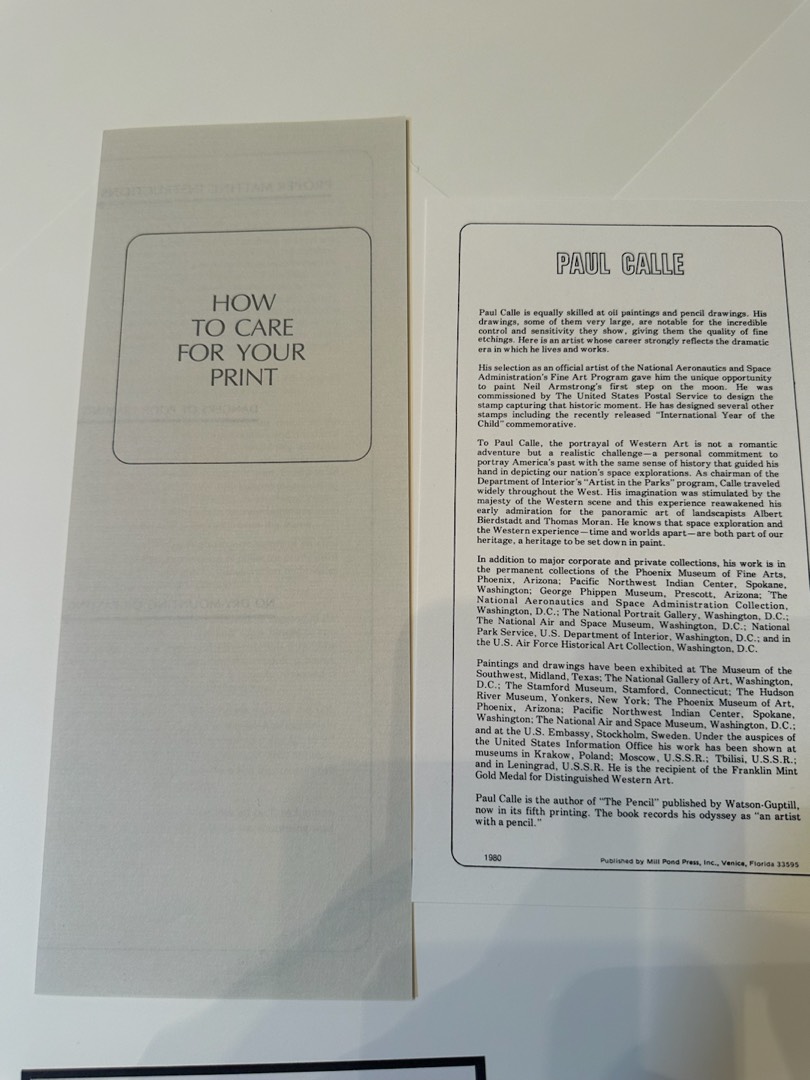 HOW
TO CARE
FOR YOUR
PRINT
PAUL CALLE
Paul Calle is equally skilled at oil paintings and pencil drawings. His
drawings, some of them very large, are notable for the incredible
control and sensitivity they show, giving them the quality of fine
etchings. Here is an artist whose career strongly reflects the dramatic
era in which he lives and works.
His selection as an official artist of the National Aeronautics and Space
Administration's Fine Art Program gave him the unique opportunity
to paint Neil Armstrong's first step on the moon. He was
commissioned by The United States Postal Service to design the
stamp capturing that historic moment. He has designed several other
stamps including the recently released "International Year of the
Child" commemorative.
To Paul Calle, the portrayal of Western Art is not a romantic
adventure but a realistic challenge—a personal commitment to
portray America's past with the same sense of history that guided his
hand in depicting our nation's space explorations. As chairman of the
Department of Interior's "Artist in the Parks" program, Calle traveled
widely throughout the West. His imagination was stimulated by the
majesty of the Western scene and this experience reawakened his
early admiration for the panoramic art of landscapists Albert
Bierdstadt and Thomas Moran. He knows that space exploration and
the Western experience—time and worlds apart—are both part of our
heritage, a heritage to be set down in paint.
In addition to major corporate and private collections, his work is in
the permanent collections of the Phoenix Museum of Fine Arts,
Phoenix, Arizona; Pacific Northwest Indian Center, Spokane,
Washington; George Phippen Museum, Prescott, Arizona; The
National Aeronautics and Space Administration Collection,
Washington, D.C.; The National Portrait Gallery, Washington, D.C.;
The National Air and Space Museum, Washington, D.C.; National
Park Service, U.S. Department of Interior, Washington, D.C.; and in
the U.S. Air Force Historical Art Collection, Washington, D.C.
Paintings and drawings have been exhibited at The Museum of the
Southwest, Midland, Texas; The National Gallery of Art, Washington,
D.C.; The Stamford Museum, Stamford, Connecticut; The Hudson
River Museum, Yonkers, New York; The Phoenix Museum of Art,
Phoenix, Arizona; Pacific Northwest Indian Center, Spokane,
Washington; The National Air and Space Museum, Washington, D.C.;
and at the U.S. Embassy, Stockholm, Sweden. Under the auspices of
the United States Information Office his work has been shown at
museums in Krakow, Poland; Moscow, U.S.S.R.; Tbilisi, U.S.S.R.;
and in Leningrad, U.S.S.R. He is the recipient of the Franklin Mint
Gold Medal for Distinguished Western Art.
Paul Calle is the author of "The Pencil" published by Watson-Guptill,
now in its fifth printing. The book records his odyssey as "an artist
with a pencil."
1980
Published by Mill Pond Press, Inc., Venice, Florida 33595